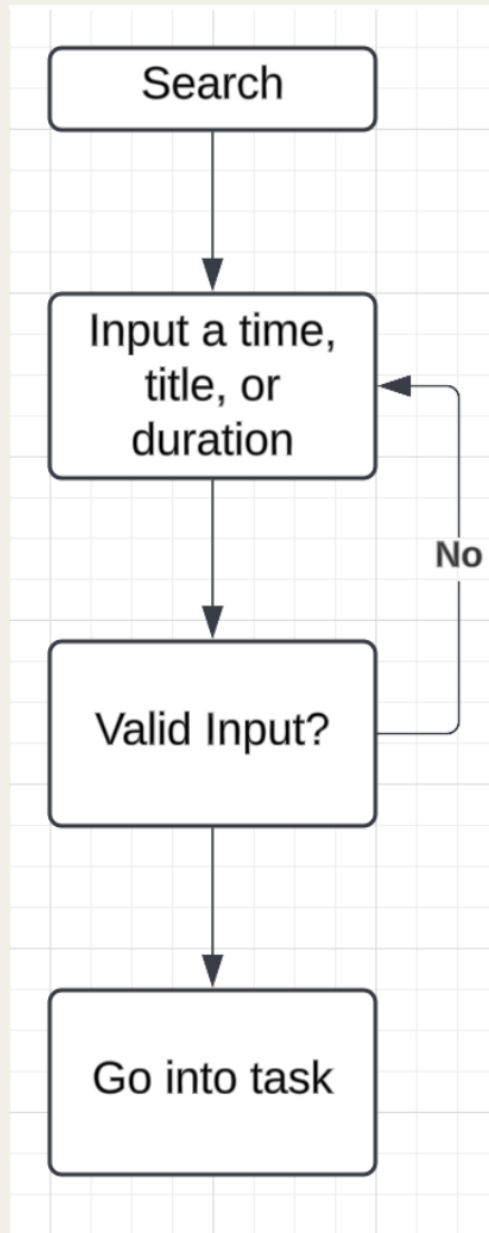 Search
Input a time,
title, or
duration
No
Valid Input?
Go into task